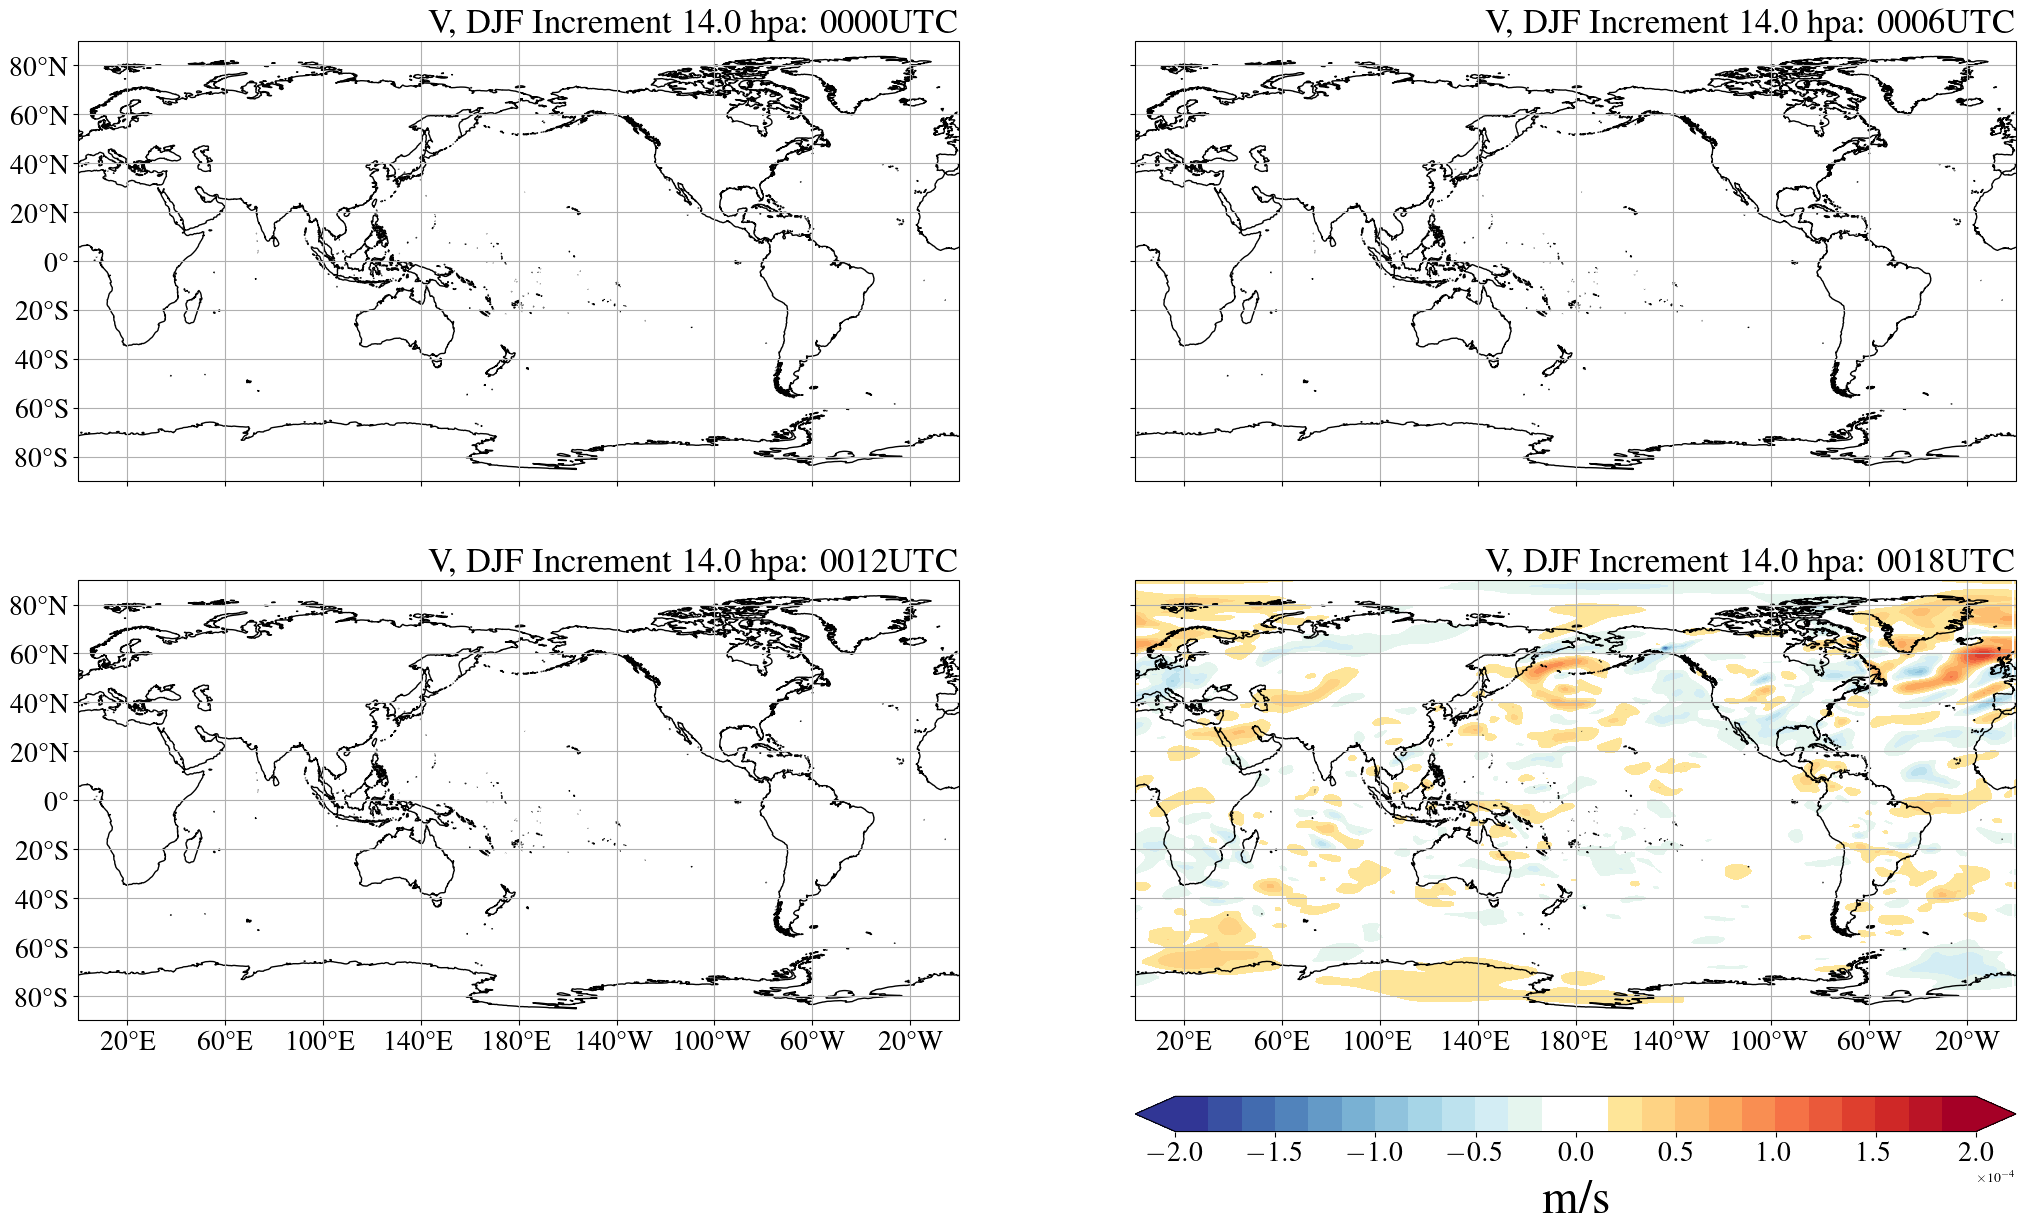 V, DJF Increment 14.0 hpa: 0000UTC
V, DJF Increment 14.0 hpa: 0006UTC
80°N
60°N
40°N
20°N
0°
20°S
40°S
60°S
80°S
V, DJF Increment 14.0 hpa: 0012UTC
V, DJF Increment 14.0 hpa: 0018UTC
80°N
60°N
40°N
20°N
0°
20°S
40°S
60°S
80°S
20°E 60°E 100°E 140°E 180°E 140°W 100°W 60°W 20°W
20°E 60°E 100°E 140°E 180°E 140°W 100°W 60°W 20°W
−2.0 −1.5 −1.0 −0.5 0.0 0.5 1.0 1.5 2.0
×10⁻⁴
m/s